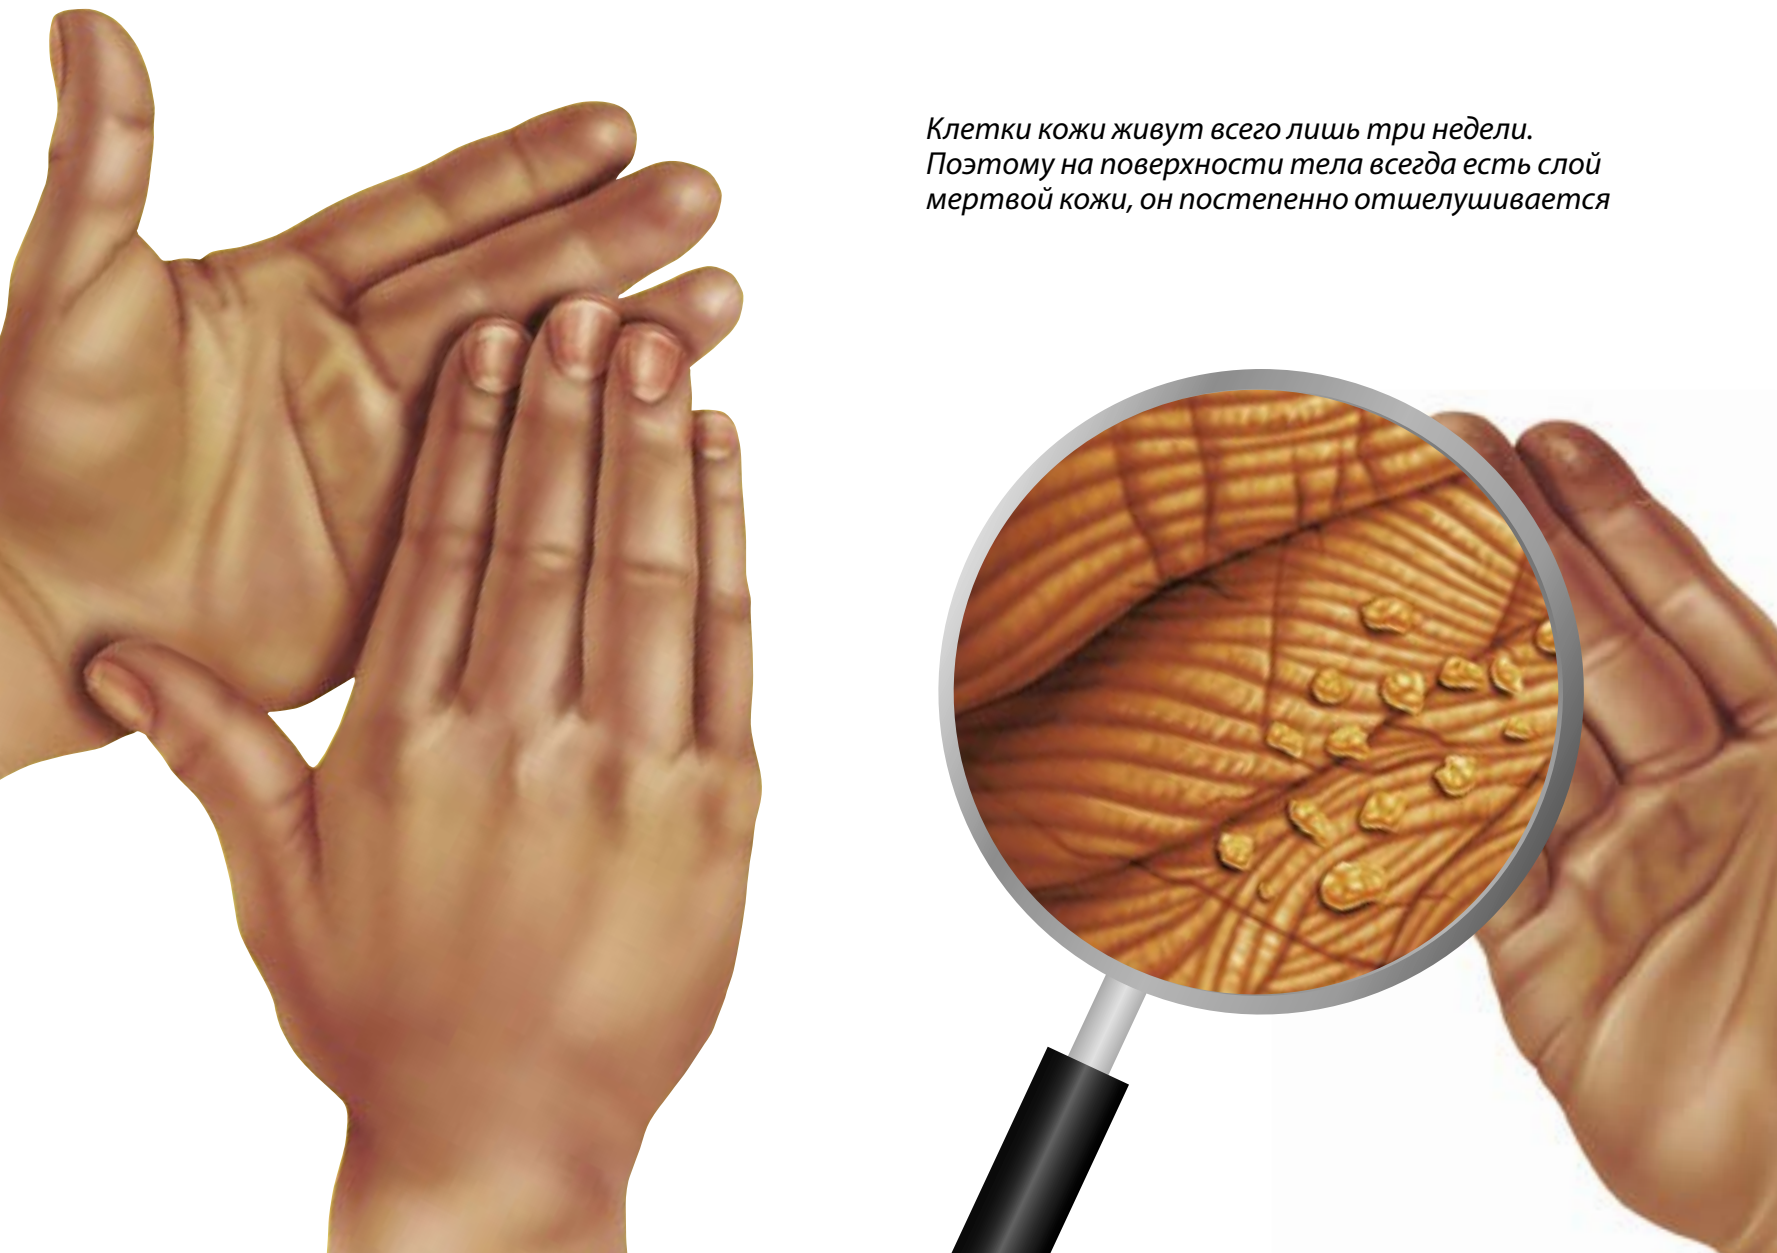 Клетки кожи живут всего лишь три недели.
Поэтому на поверхности тела всегда есть слой
мертвой кожи, он постепенно отшелушивается